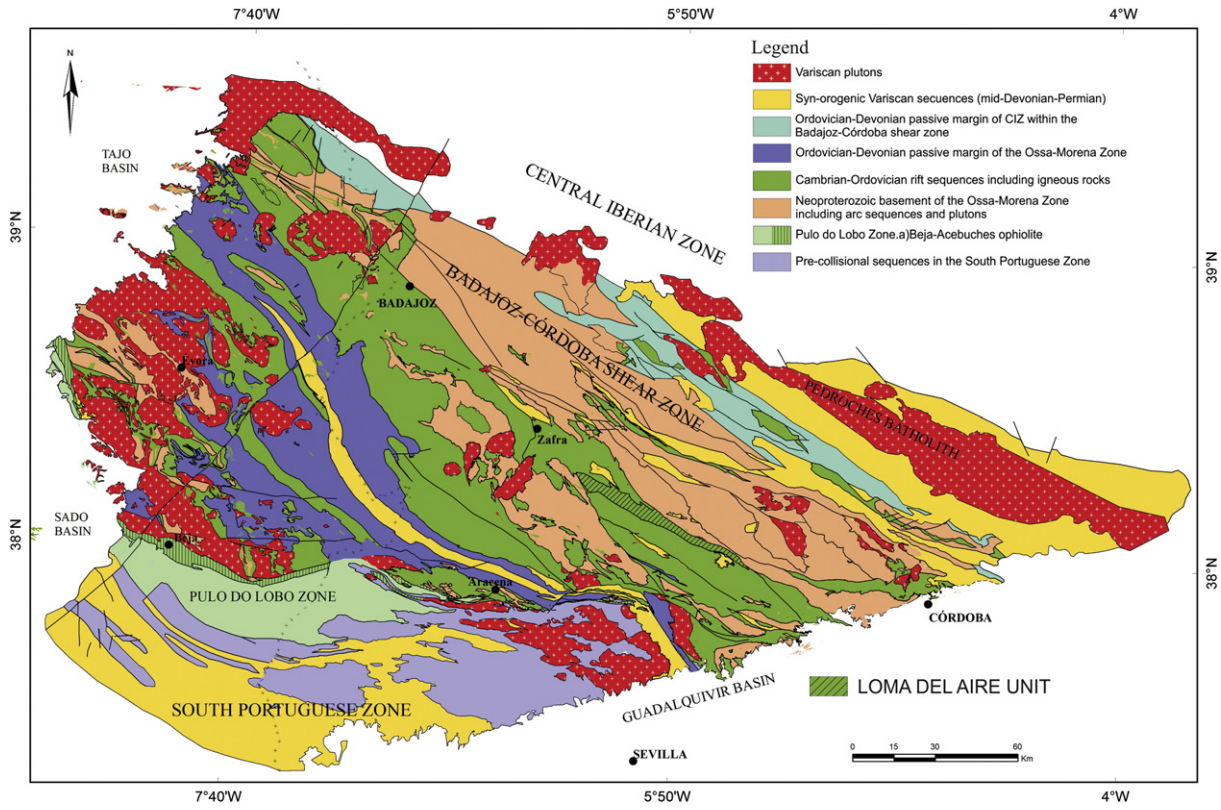 7°40'W
5°50'W
4°W
N
Legend
Variscan plutons
Syn-orogenic Variscan secuences (mid-Devonian-Permian)
Ordovician-Devonian passive margin of CIZ within the
Badajoz-Córdoba shear zone
Ordovician-Devonian passive margin of the Ossa-Morena Zone
Cambrian-Ordovician rift sequences including igneous rocks
Neoproterozoic basement of the Ossa-Morena Zone
including arc sequences and plutons
Pulo do Lobo Zone.a)Beja-Acebuches ophiolite
Pre-collisional sequences in the South Portuguese Zone
TAJO
BASIN
CENTRAL IBERIAN ZONE
39°N
39°N
BADAJOZ
BADAJOZ-CÓRDOBA SHEAR ZONE
Évora
PEDROCHES BATHOLITH
Zafra
SADO
BASIN
38°N
38°N
Beja
PULO DO LOBO ZONE
Aracena
CÓRDOBA
GUADALQUIVIR BASIN
LOMA DEL AIRE UNIT
SOUTH PORTUGUESE ZONE
SEVILLA
0 15 30 60
Km
7°40'W
5°50'W
4°W